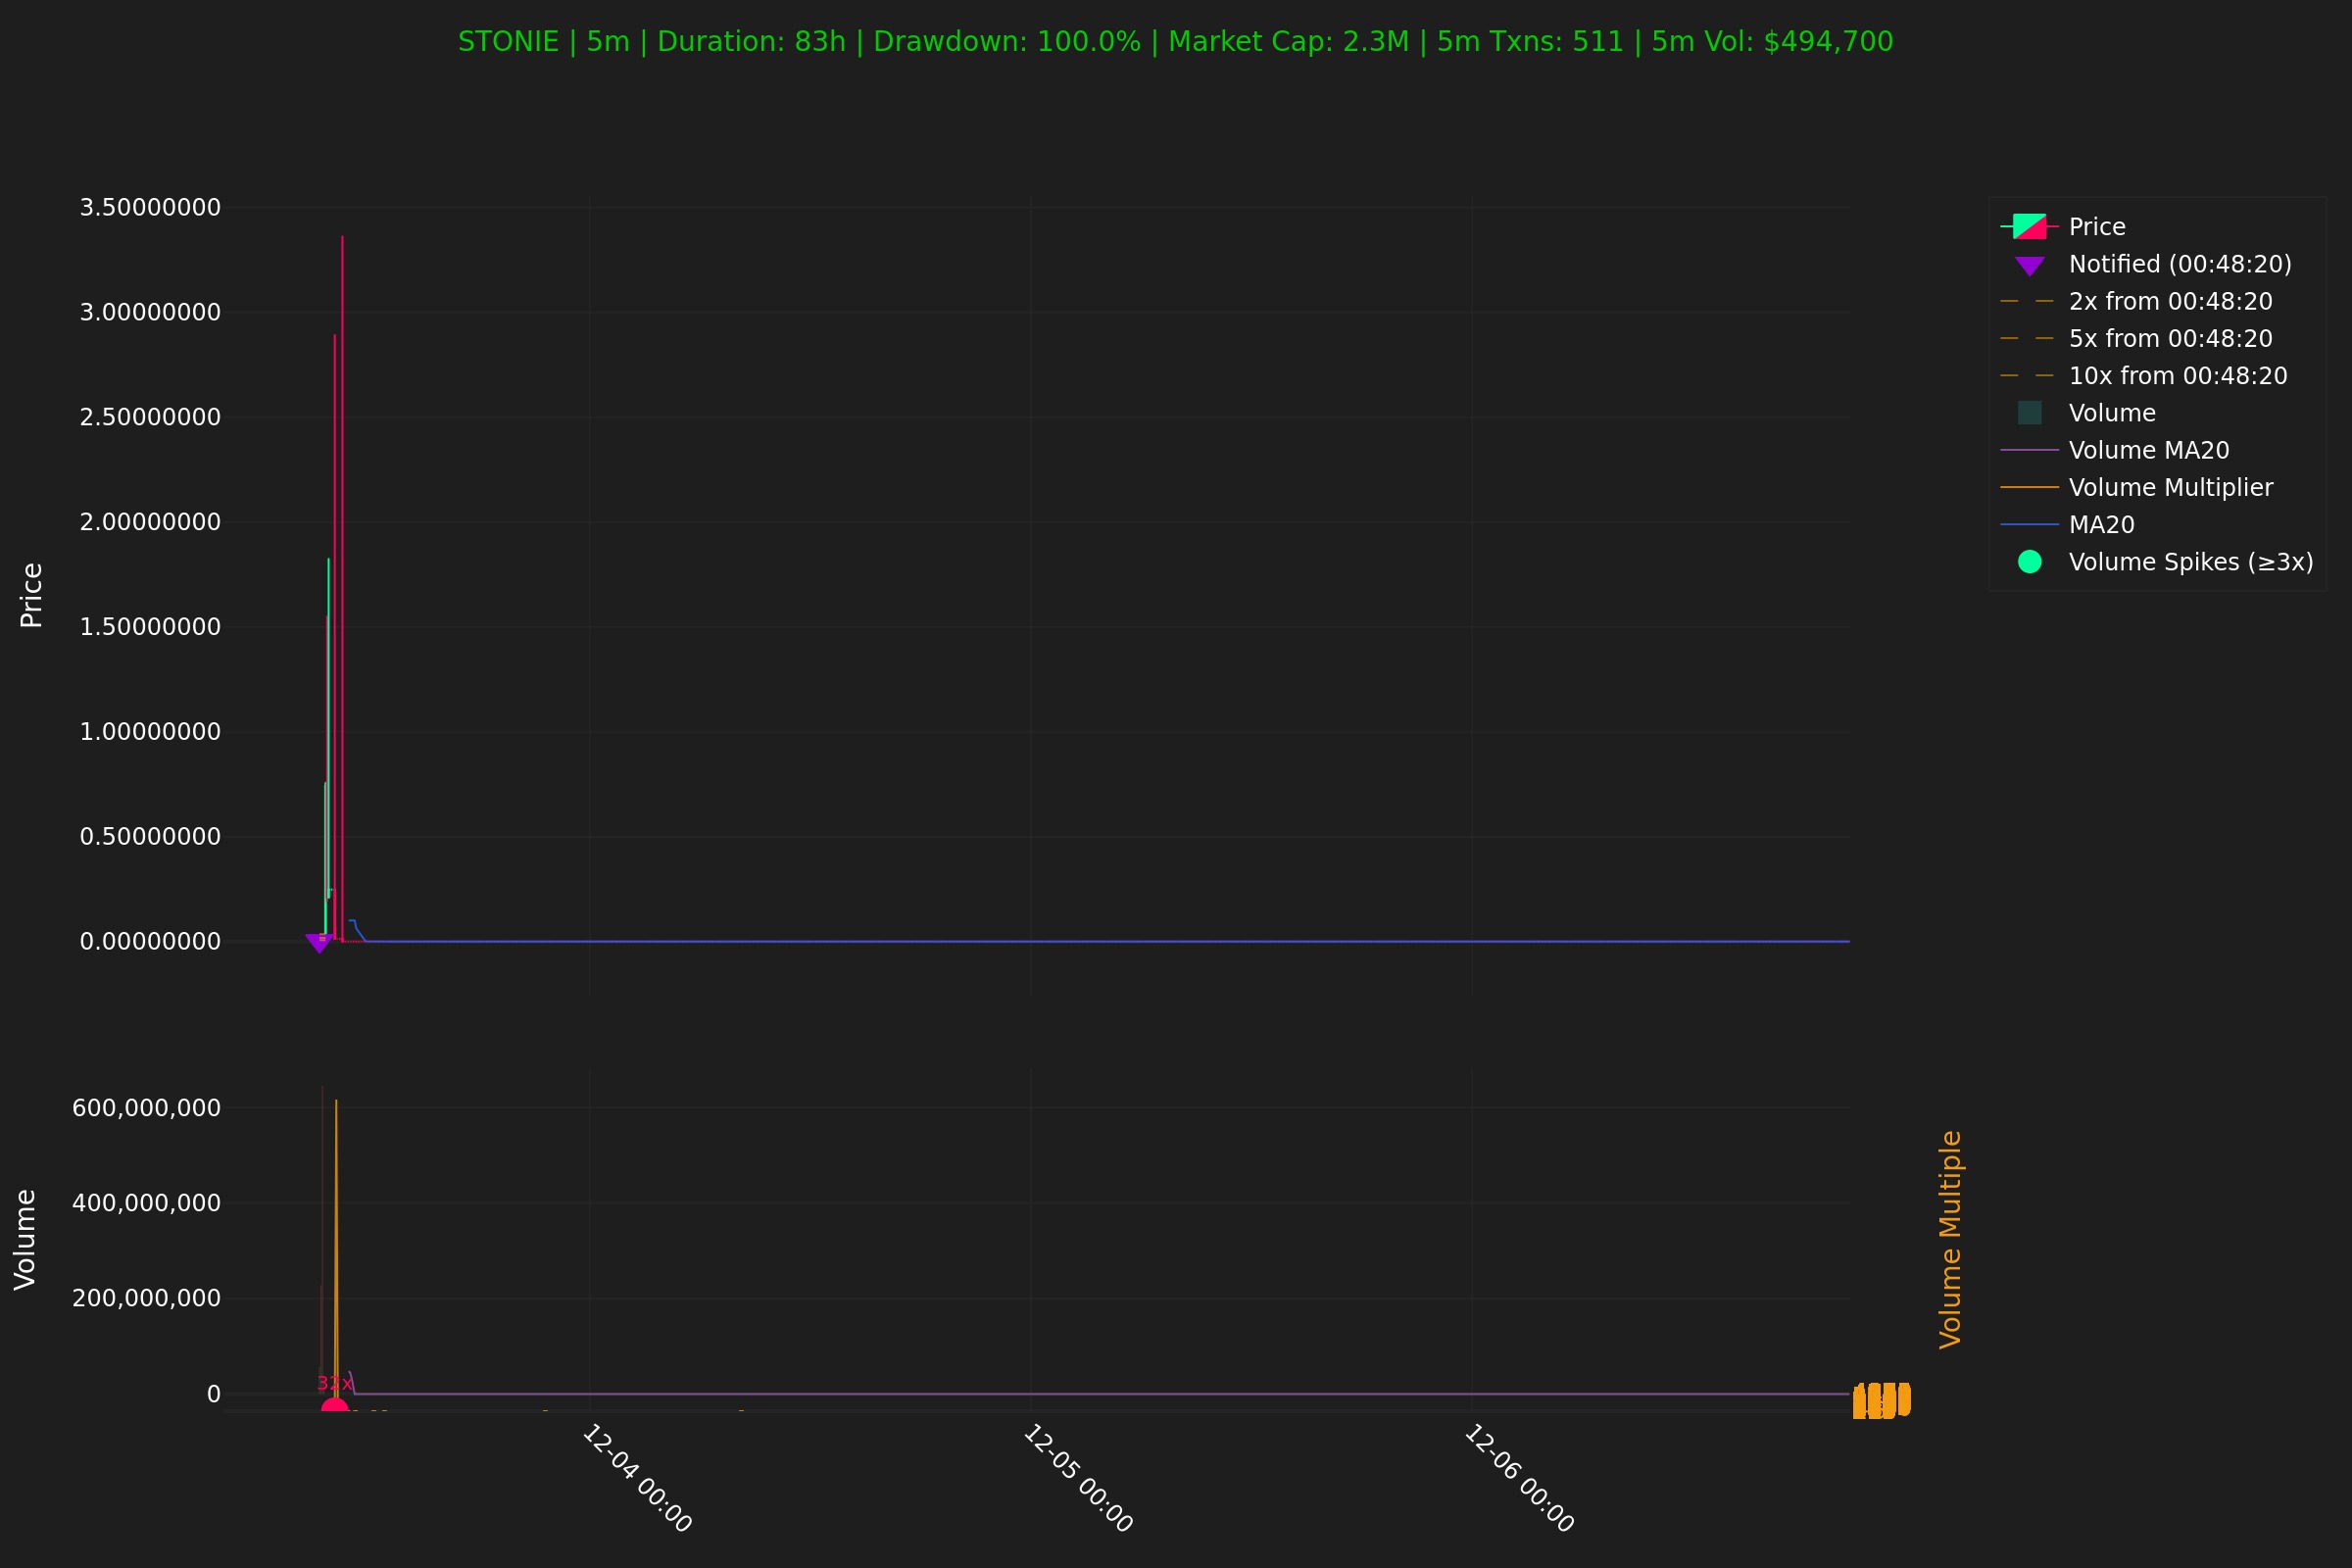 STONIE | 5m | Duration: 83h | Drawdown: 100.0% | Market Cap: 2.3M | 5m Txns: 511 | 5m Vol: $494,700
3.50000000
3.00000000
2.50000000
2.00000000
1.50000000
1.00000000
0.50000000
0.00000000
Price
Price
Notified (00:48:20)
2x from 00:48:20
5x from 00:48:20
10x from 00:48:20
Volume
Volume MA20
Volume Multiplier
MA20
Volume Spikes (≥3x)
600,000,000
400,000,000
200,000,000
0
Volume
32x
Volume Multiple
12-04 00:00
12-05 00:00
12-06 00:00